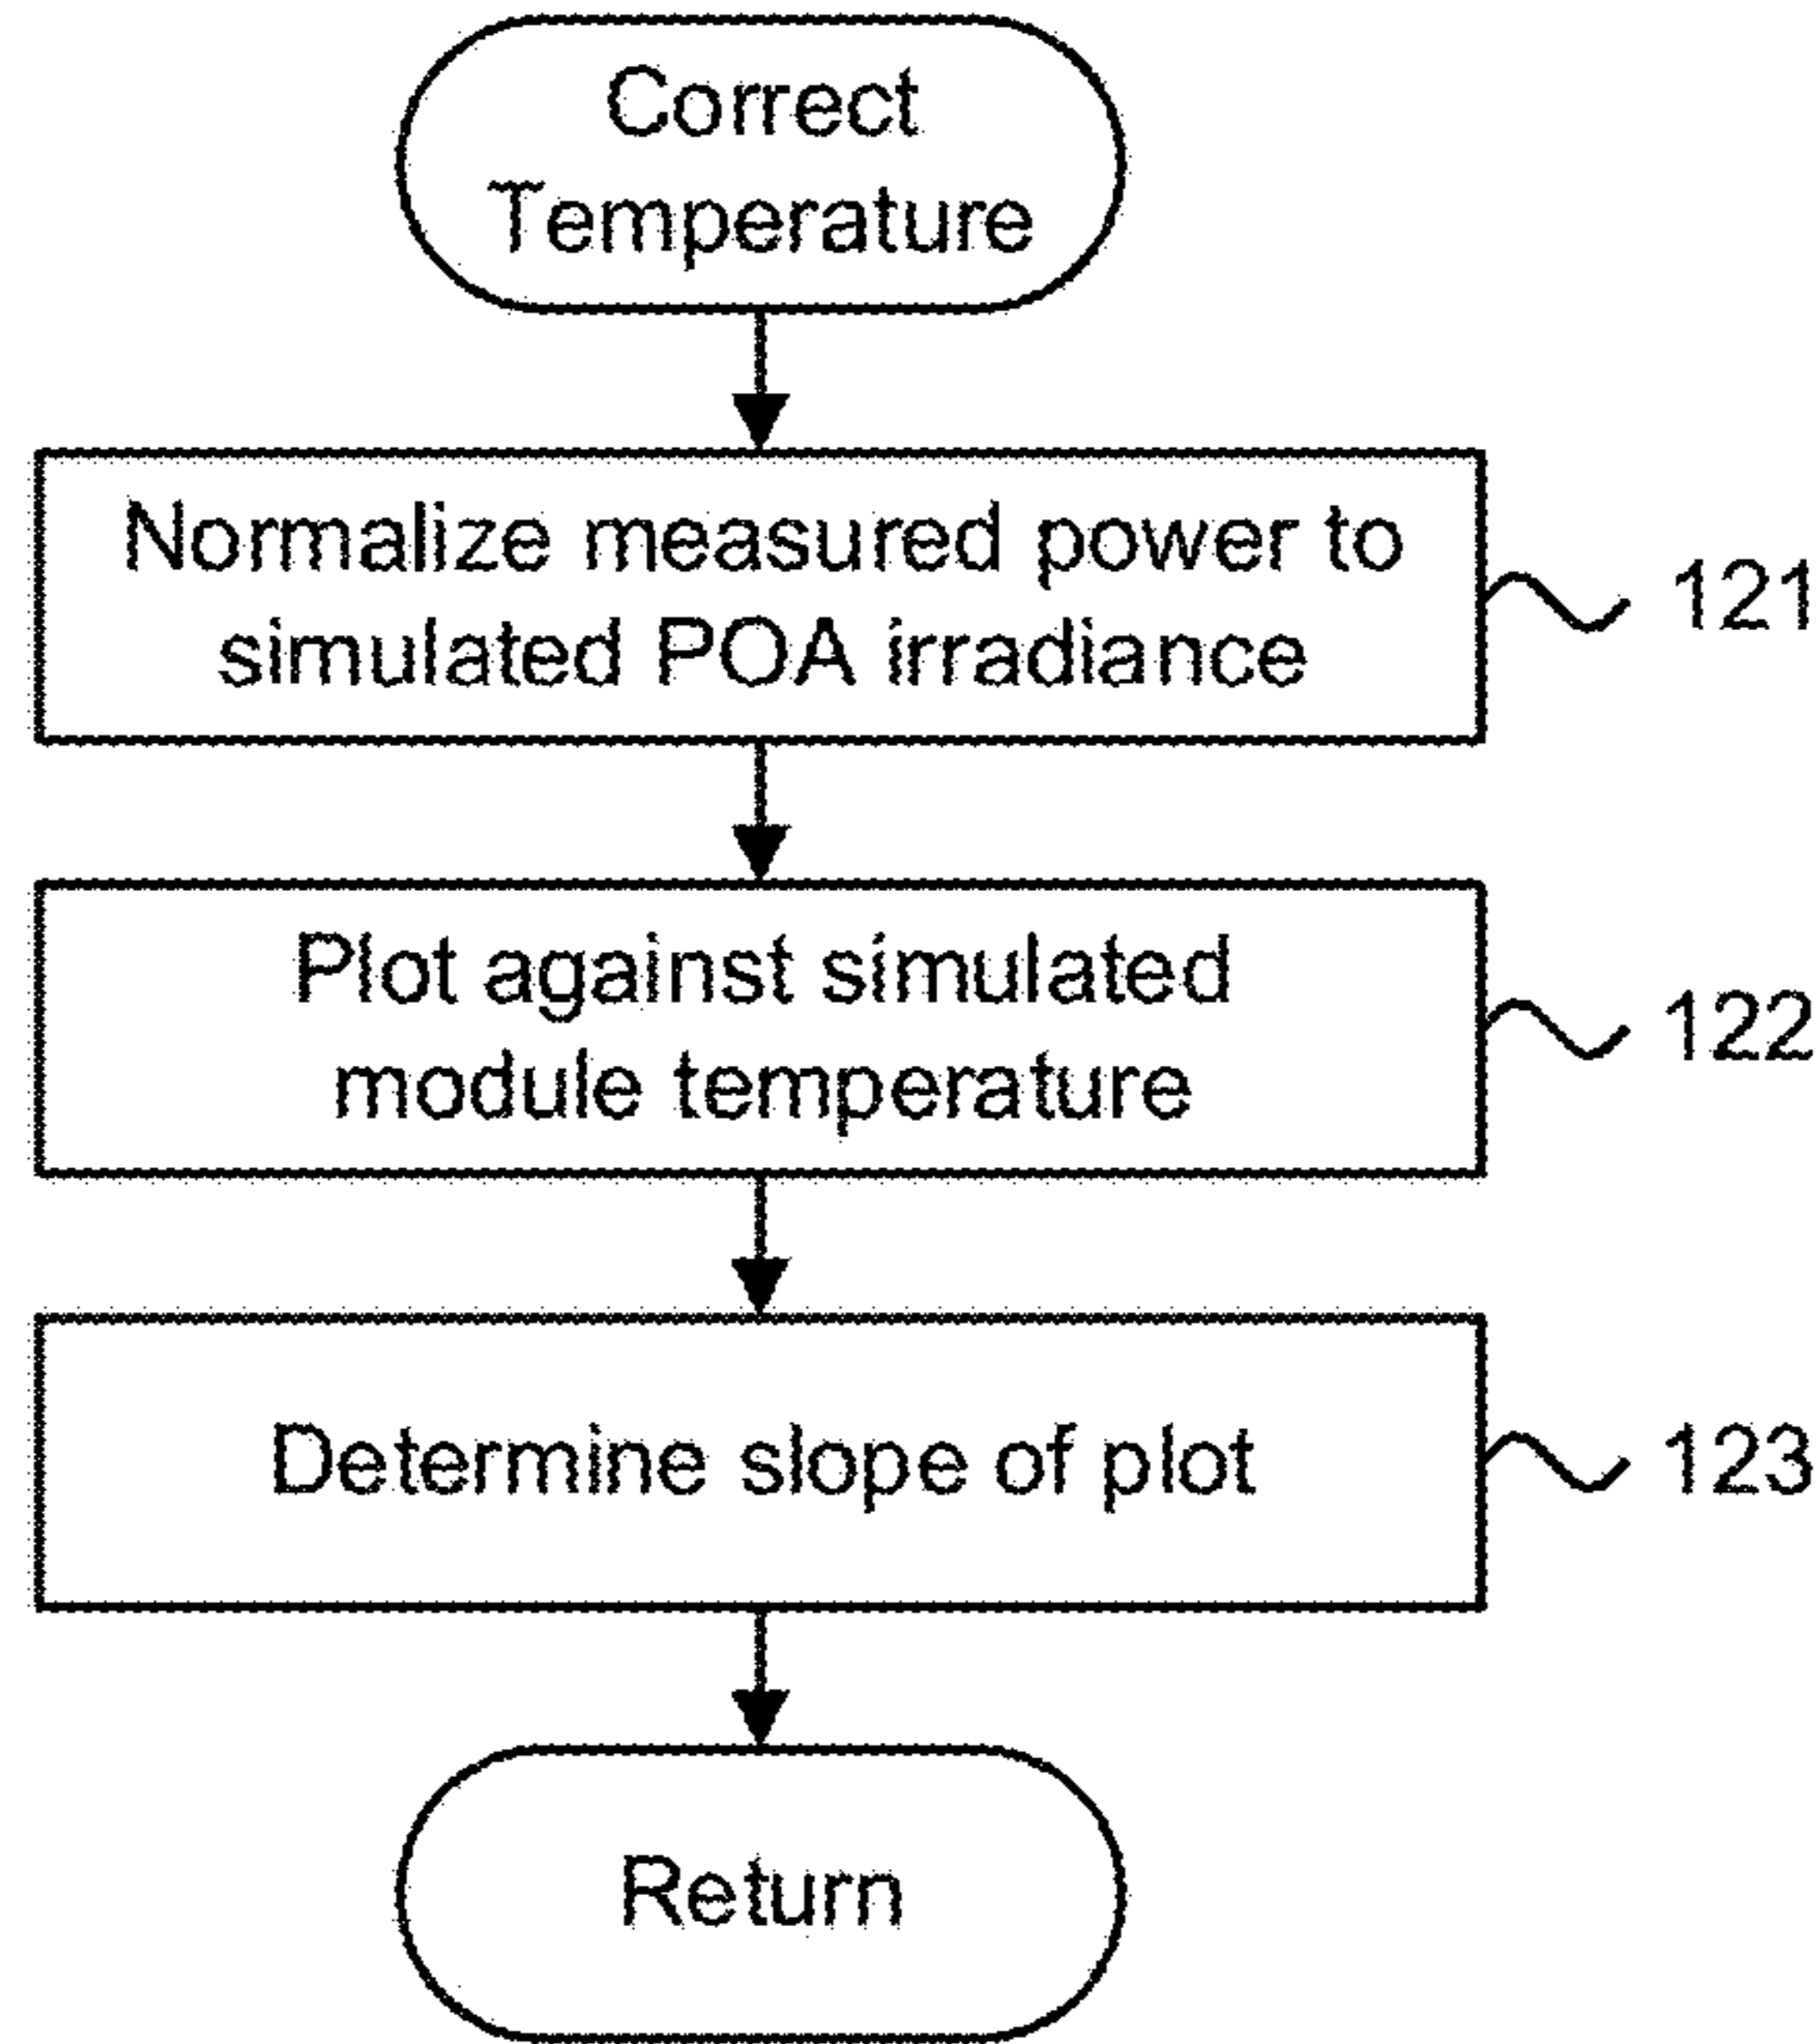 Correct
Temperature
Normalize measured power to
simulated POA irradiance
121
Plot against simulated
module temperature
122
Determine slope of plot
123
Return